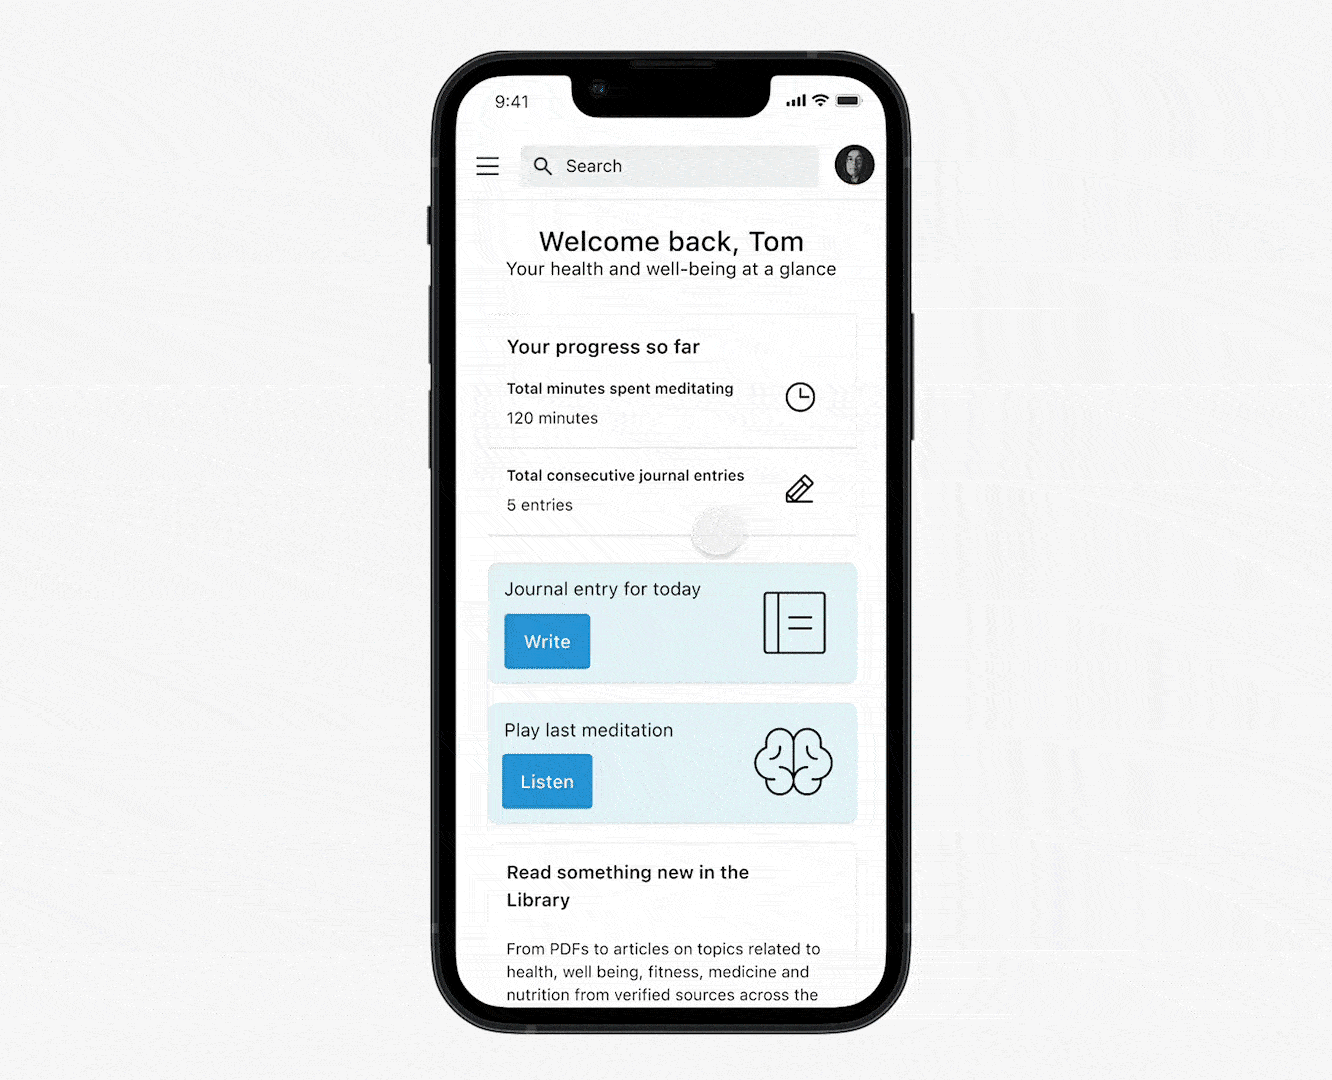 9:41
Search
Welcome back, Tom
Your health and well-being at a glance
Your progress so far
Total minutes spent meditating
120 minutes
Total consecutive journal entries
5 entries
Journal entry for today
Write
Play last meditation
Listen
Read something new in the
Library
From PDFs to articles on topics related to
health, well being, fitness, medicine and
nutrition from verified sources across the